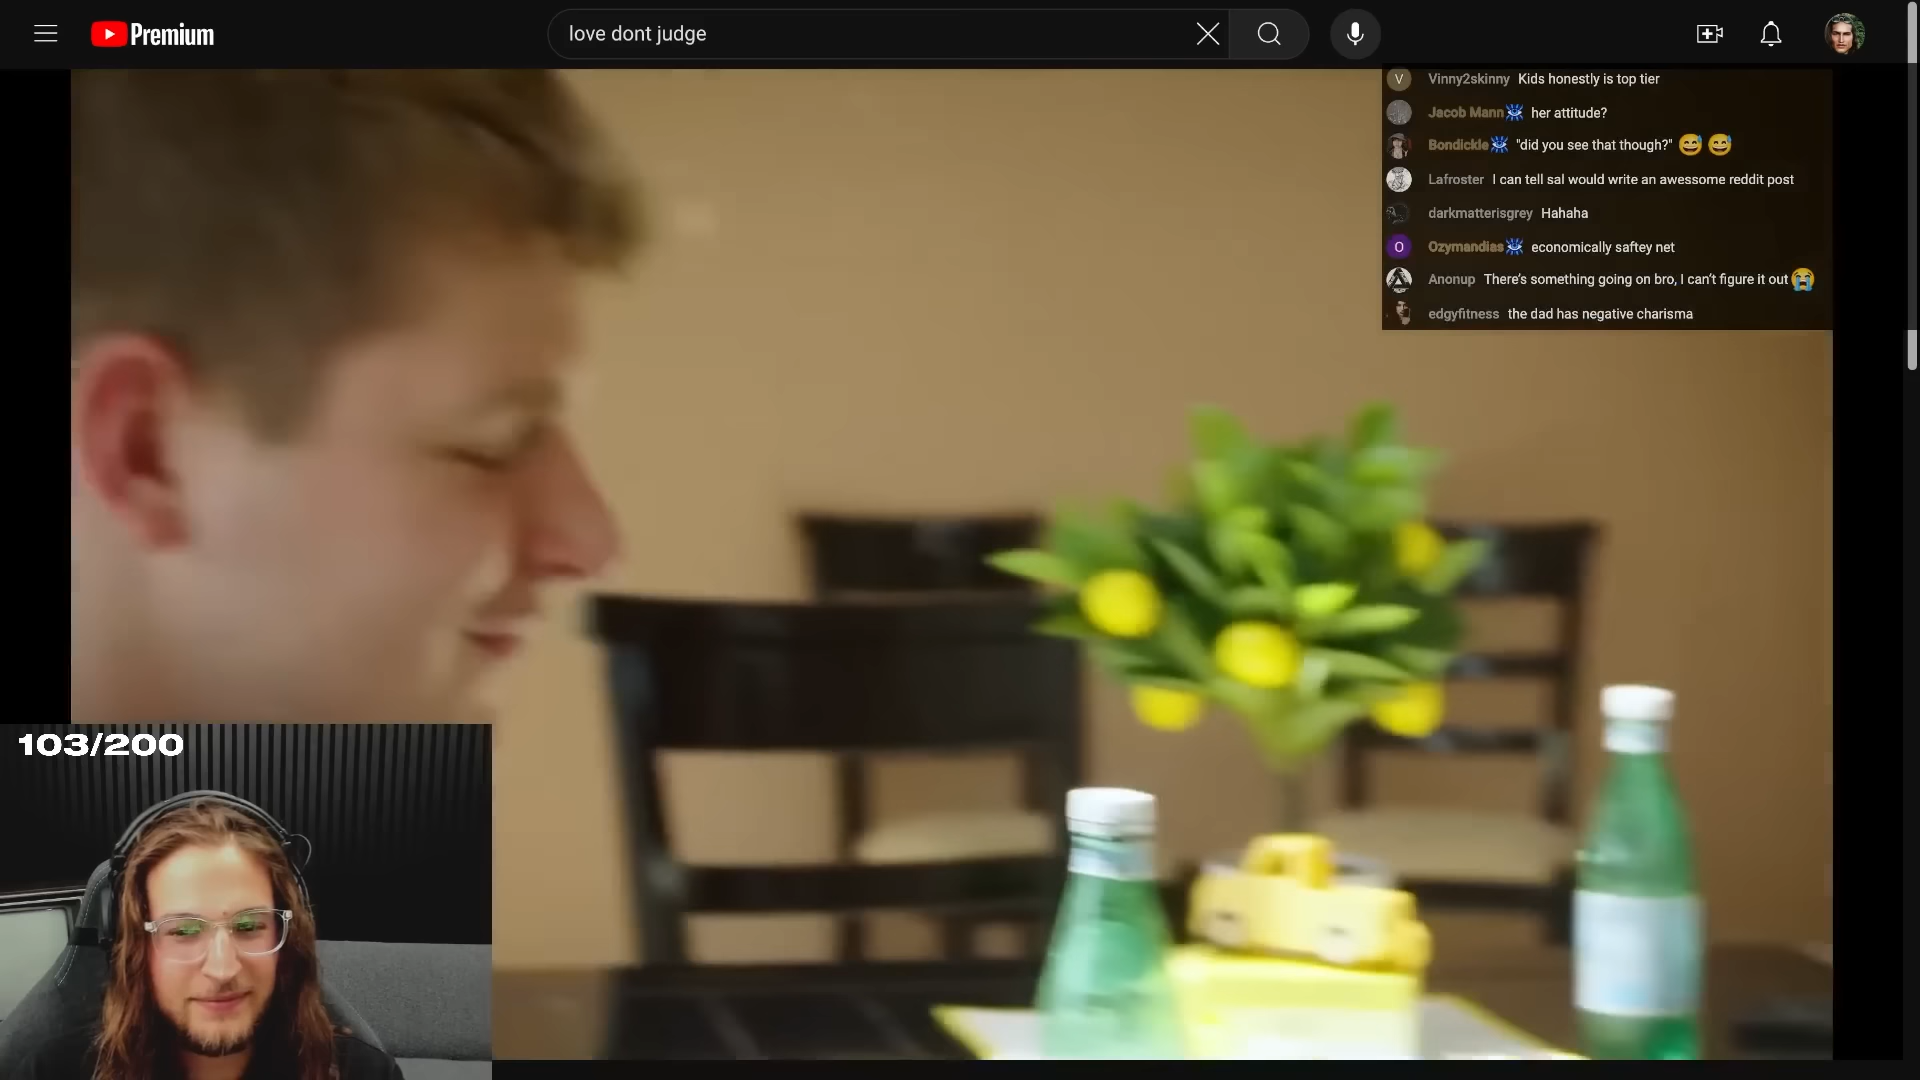 Premium
love dont judge
V Vinny2skinny Kids honestly is top tier
Jacob Mann her attitude?
Bondickle "did you see that though?" 😅 😅
Lafroster I can tell sal would write an awessome reddit post
darkmatterisgrey Hahaha
O Ozymandias economically saftey net
Anonup There's something going on bro, I can't figure it out 😭
edgyfitness the dad has negative charisma
103/200